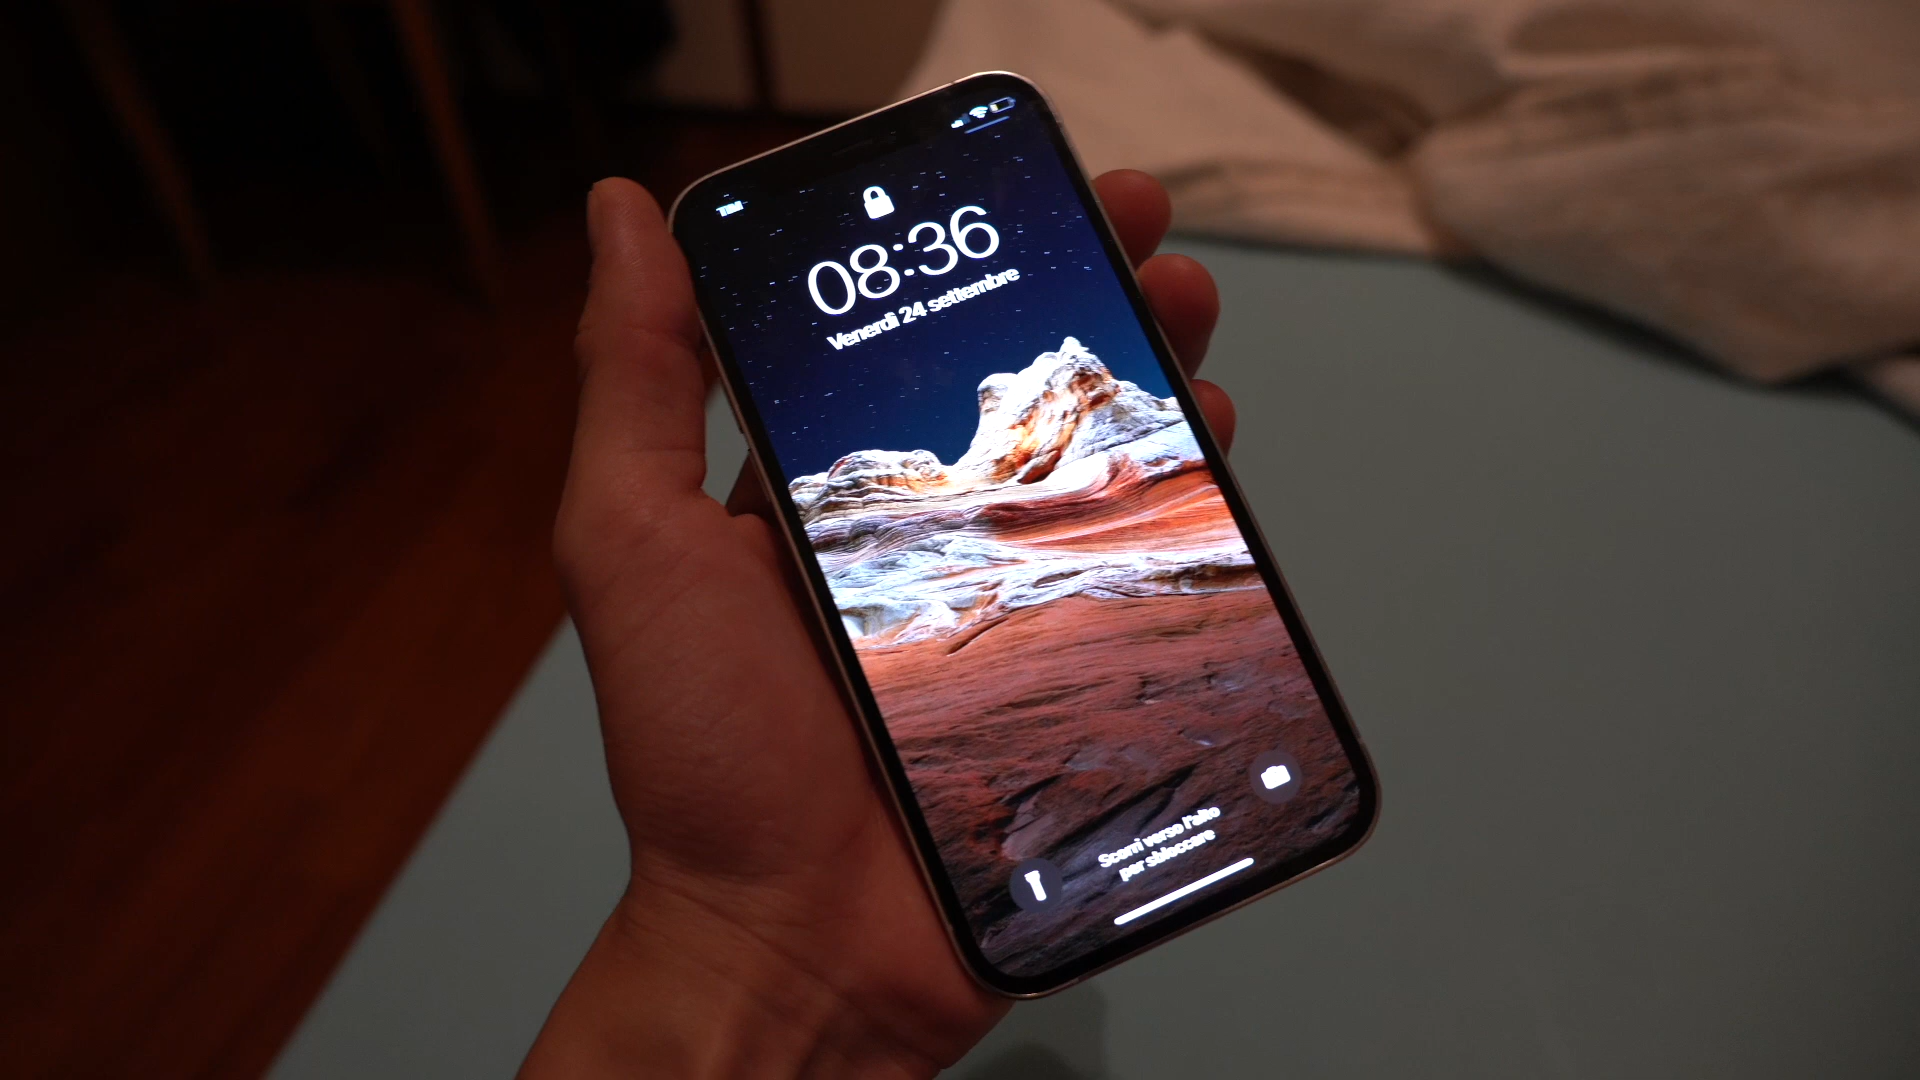 TIM
08:36
Venerdì 24 settembre
Scorri verso l'alto
per sbloccare